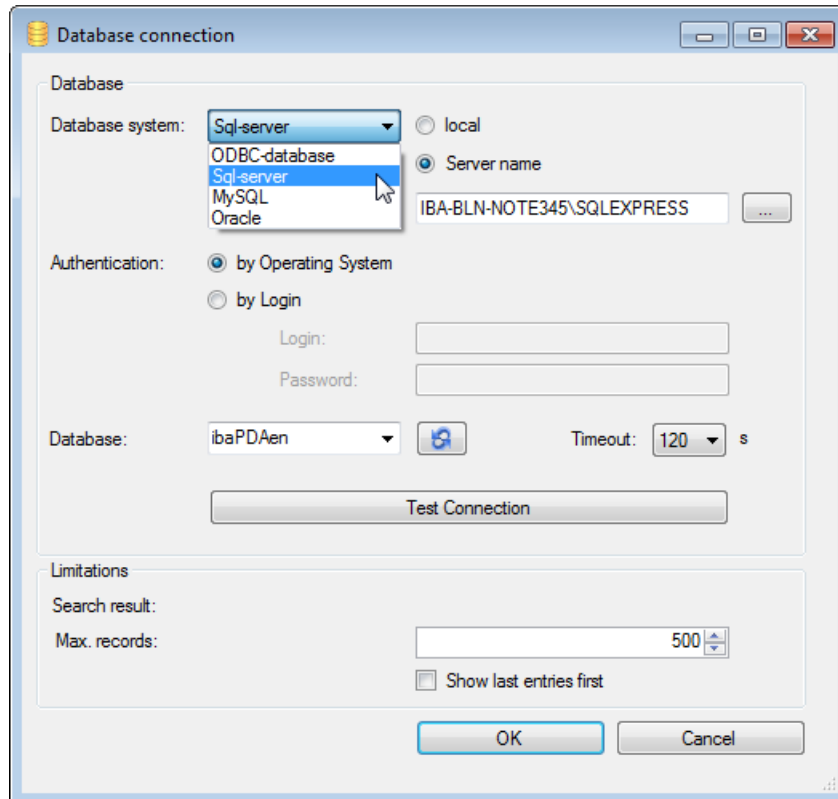 Database connection
Database
Database system: Sql-server local
ODBC-database
Sql-server
MySQL
Oracle
Server name
IBA-BLN-NOTE345\SQLEXPRESS ...
Authentication: by Operating System
by Login
Login:
Password:
Database: ibaPDAen Timeout: 120 s
Test Connection
Limitations
Search result:
Max. records: 500
Show last entries first
OK Cancel